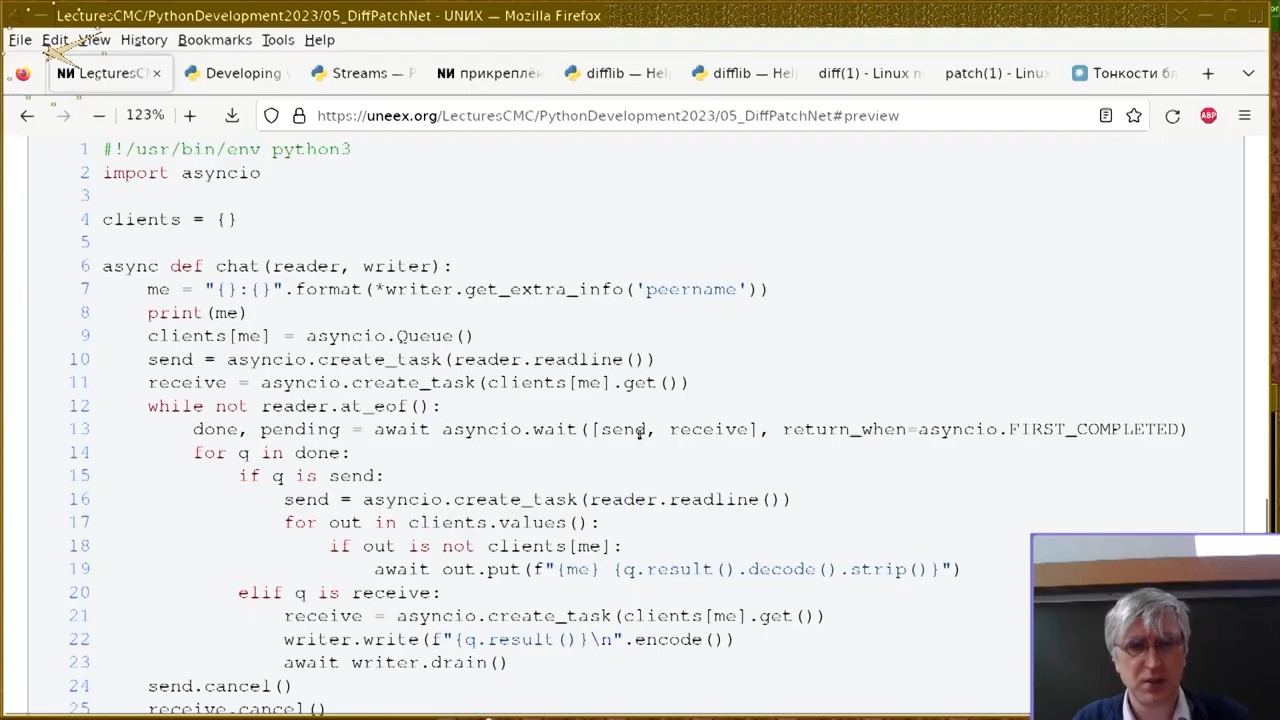 LecturesCMC/PythonDevelopment2023/05_DiffPatchNet - UNИX — Mozilla Firefox
File Edit View History Bookmarks Tools Help
NИ LecturesC Developing Streams — NИ прикреплён difflib — Hel difflib — Hel diff(1) - Linux patch(1) - Linu Тонкости бл
123% https://uneex.org/LecturesCMC/PythonDevelopment2023/05_DiffPatchNet#preview ABP
1 #!/usr/bin/env python3
2 import asyncio
3
4 clients = {}
5
6 async def chat(reader, writer):
7 me = "{}:{}".format(*writer.get_extra_info('peername'))
8 print(me)
9 clients[me] = asyncio.Queue()
10 send = asyncio.create_task(reader.readline())
11 receive = asyncio.create_task(clients[me].get())
12 while not reader.at_eof():
13 done, pending = await asyncio.wait([send, receive], return_when=asyncio.FIRST_COMPLETED)
14 for q in done:
15 if q is send:
16 send = asyncio.create_task(reader.readline())
17 for out in clients.values():
18 if out is not clients[me]:
19 await out.put(f"{me} {q.result().decode().strip()}")
20 elif q is receive:
21 receive = asyncio.create_task(clients[me].get())
22 writer.write(f"{q.result()}\n".encode())
23 await writer.drain()
24 send.cancel()
25 receive.cancel()